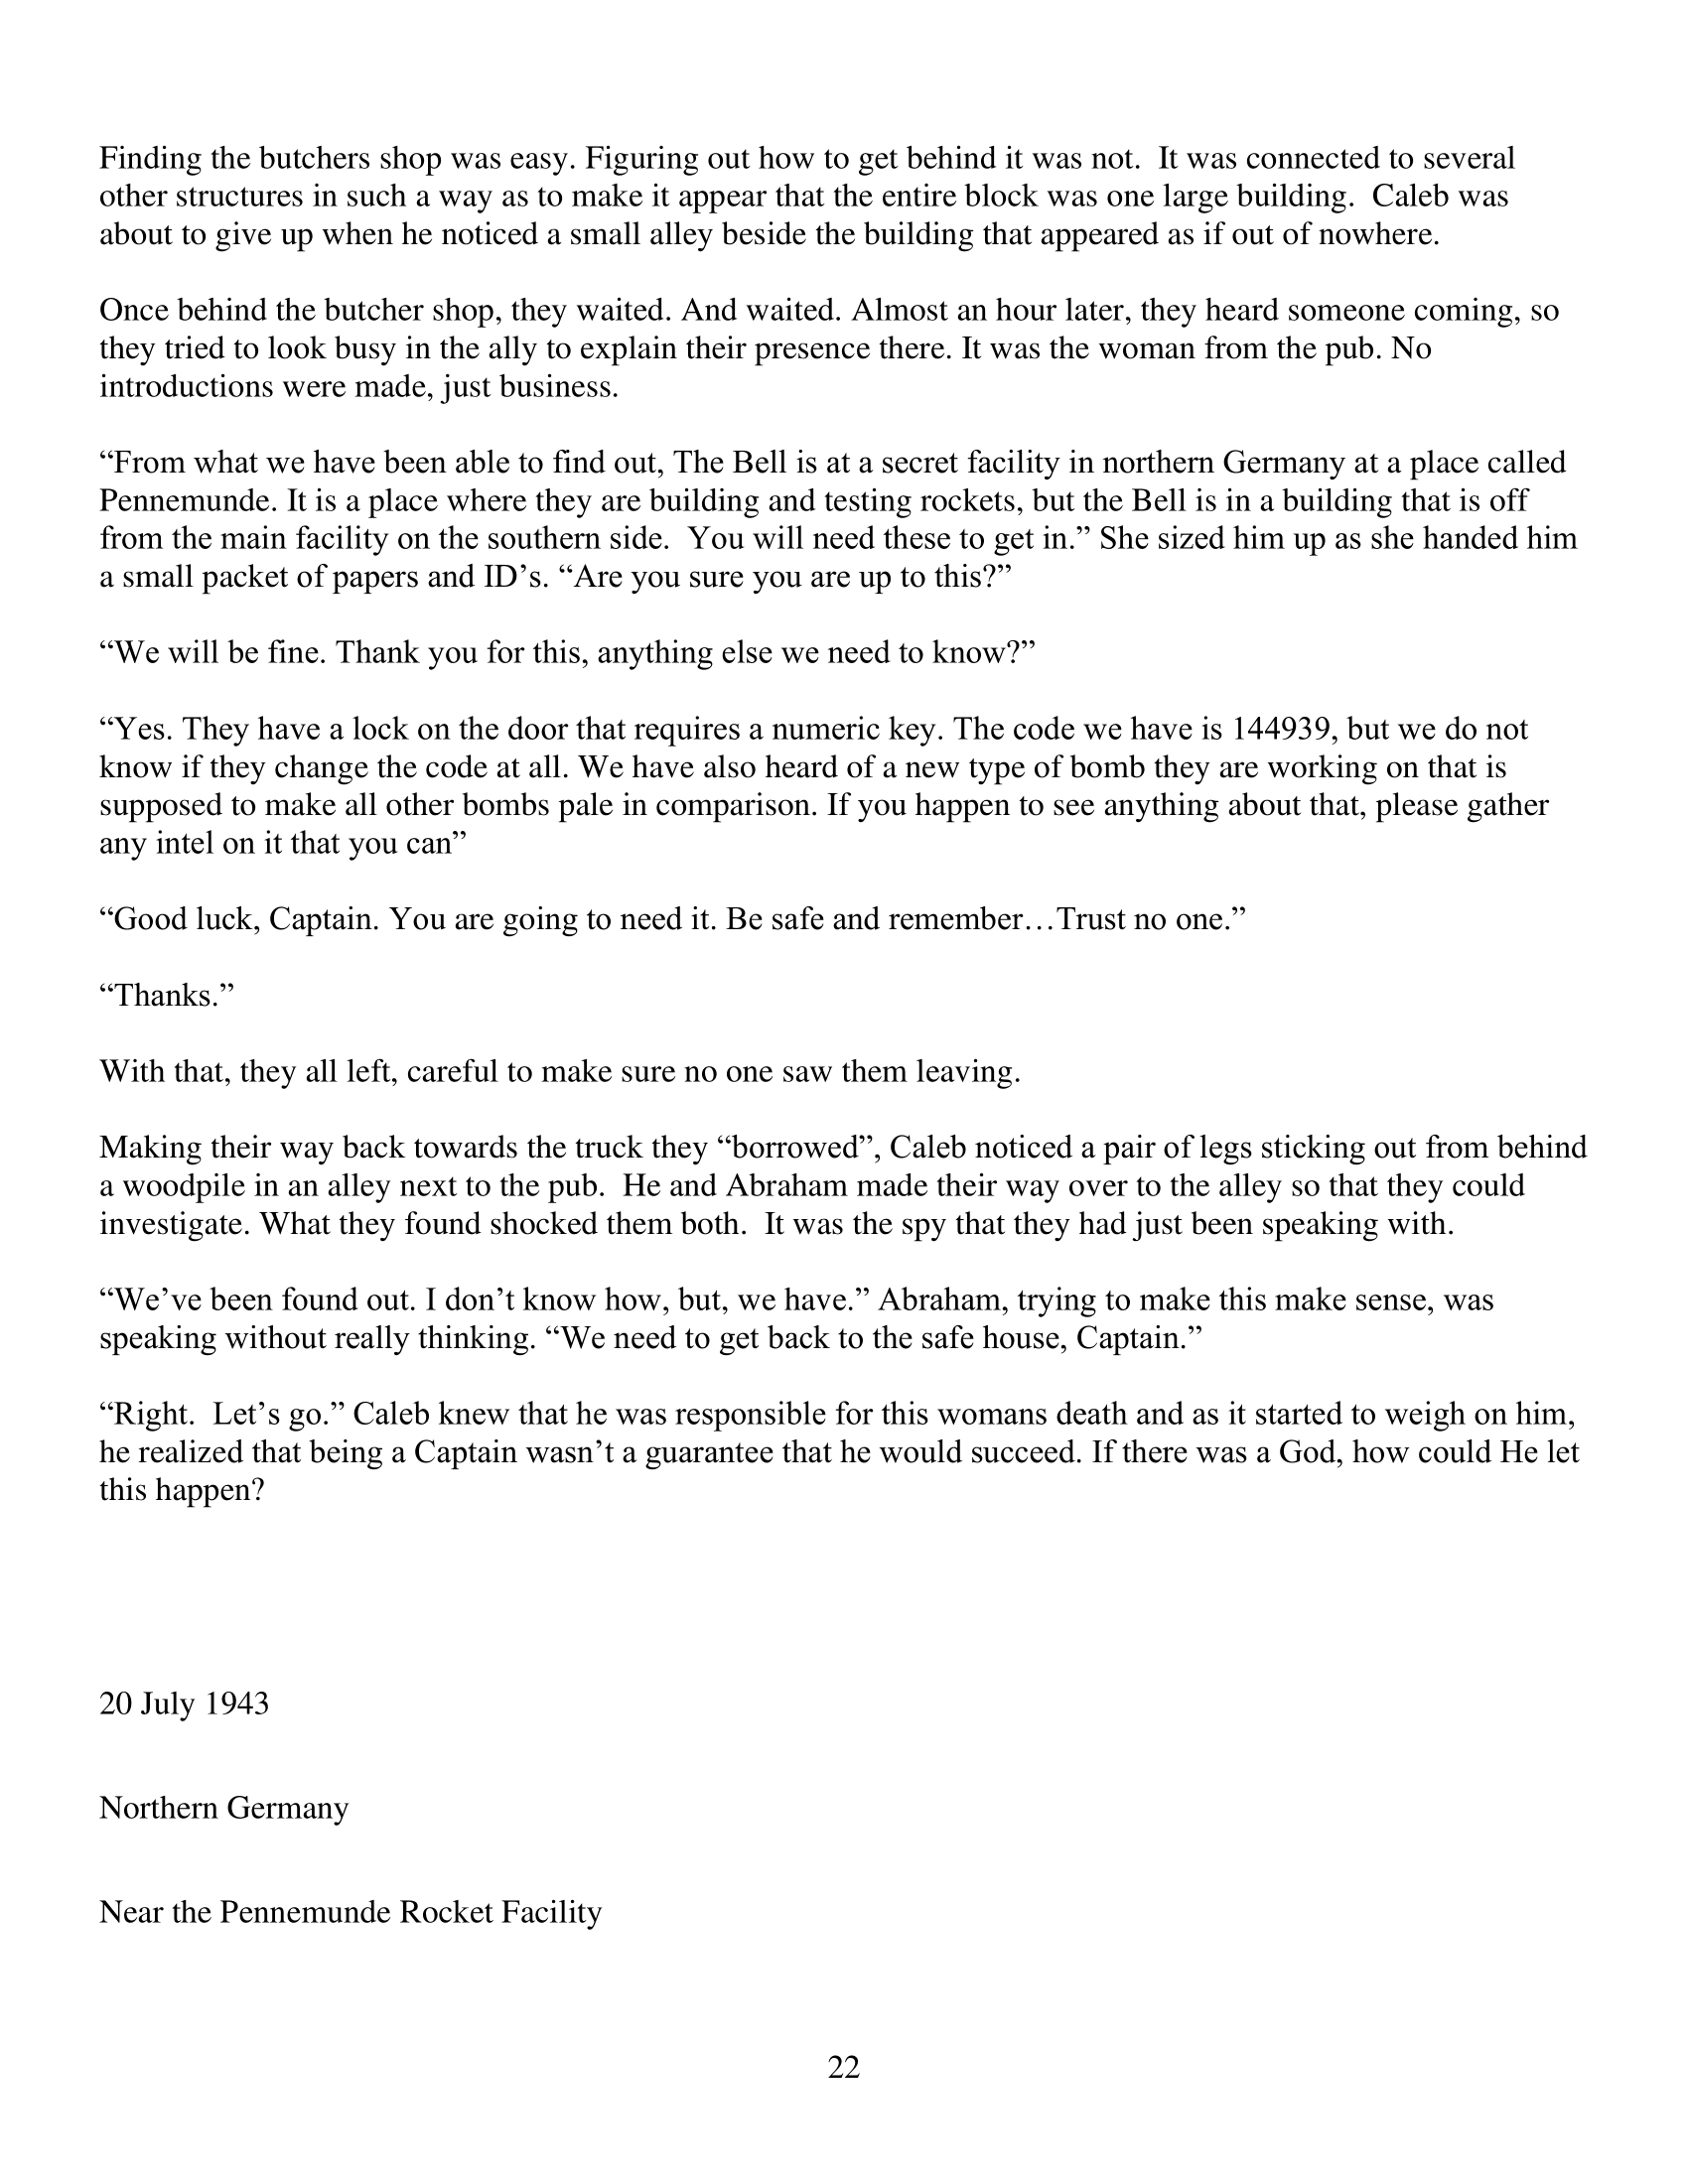 Finding the butchers shop was easy. Figuring out how to get behind it was not.  It was connected to several
other structures in such a way as to make it appear that the entire block was one large building.  Caleb was
about to give up when he noticed a small alley beside the building that appeared as if out of nowhere.
Once behind the butcher shop, they waited. And waited. Almost an hour later, they heard someone coming, so
they tried to look busy in the ally to explain their presence there. It was the woman from the pub. No
introductions were made, just business.
“From what we have been able to find out, The Bell is at a secret facility in northern Germany at a place called
Pennemunde. It is a place where they are building and testing rockets, but the Bell is in a building that is off
from the main facility on the southern side.  You will need these to get in.” She sized him up as she handed him
a small packet of papers and ID’s. “Are you sure you are up to this?”
“We will be fine. Thank you for this, anything else we need to know?”
“Yes. They have a lock on the door that requires a numeric key. The code we have is 144939, but we do not
know if they change the code at all. We have also heard of a new type of bomb they are working on that is
supposed to make all other bombs pale in comparison. If you happen to see anything about that, please gather
any intel on it that you can”
“Good luck, Captain. You are going to need it. Be safe and remember…Trust no one.”
“Thanks.”
With that, they all left, careful to make sure no one saw them leaving.
Making their way back towards the truck they “borrowed”, Caleb noticed a pair of legs sticking out from behind
a woodpile in an alley next to the pub.  He and Abraham made their way over to the alley so that they could
investigate. What they found shocked them both.  It was the spy that they had just been speaking with.
“We’ve been found out. I don’t know how, but, we have.” Abraham, trying to make this make sense, was
speaking without really thinking. “We need to get back to the safe house, Captain.”
“Right.  Let’s go.” Caleb knew that he was responsible for this womans death and as it started to weigh on him,
he realized that being a Captain wasn’t a guarantee that he would succeed. If there was a God, how could He let
this happen?
20 July 1943
Northern Germany
Near the Pennemunde Rocket Facility
22